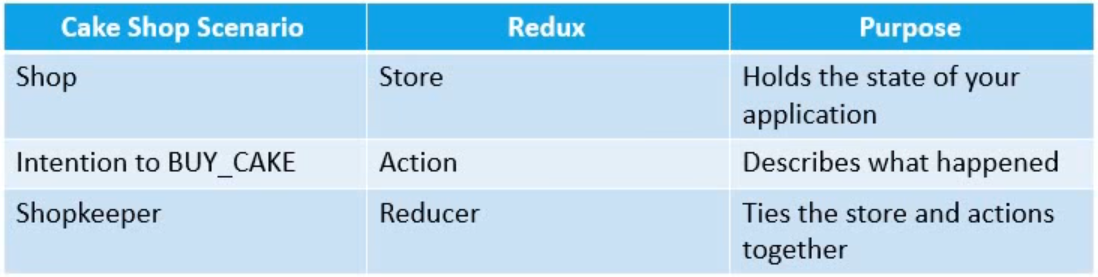 Cake Shop Scenario Redux Purpose
Shop Store Holds the state of your
application
Intention to BUY_CAKE Action Describes what happened
Shopkeeper Reducer Ties the store and actions
together